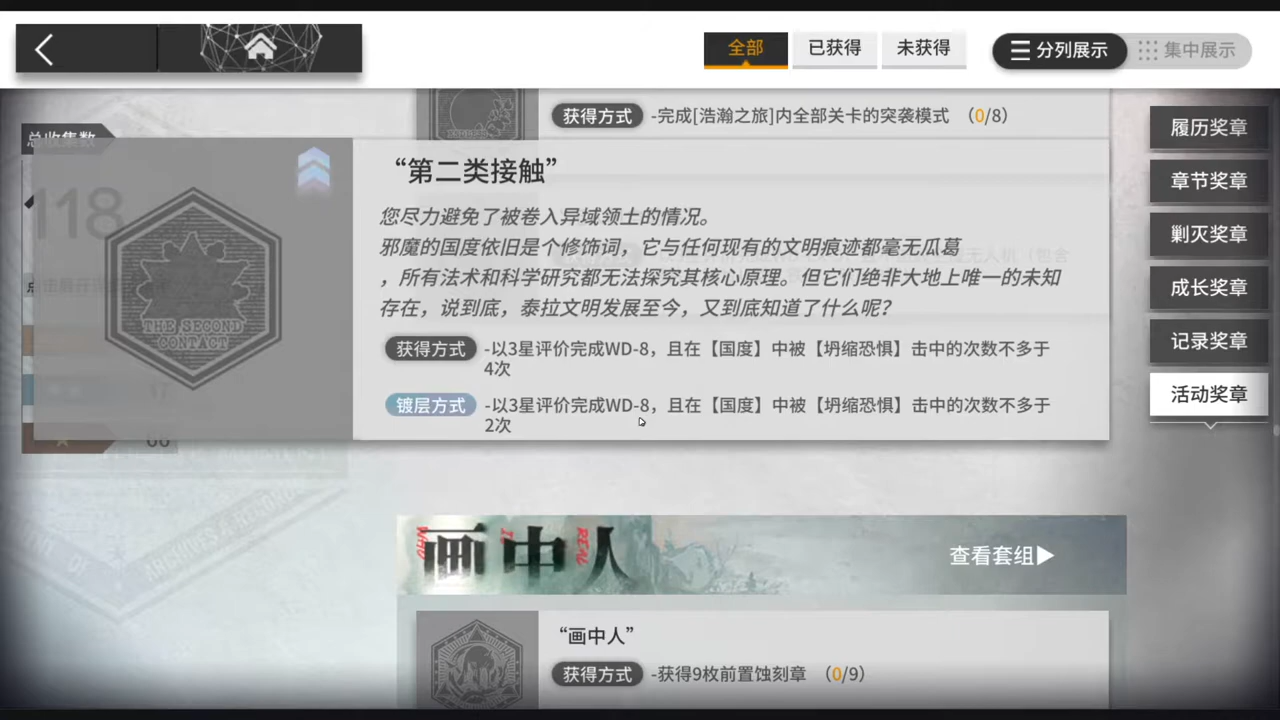 全部
已获得
未获得
分列展示
集中展示
获得方式 -完成[浩瀚之旅]内全部关卡的突袭模式 （0/8）
总收集数
118
“第二类接触”
您尽力避免了被卷入异域领土的情况。
邪魔的国度依旧是个修饰词，它与任何现有的文明痕迹都毫无瓜葛
，所有法术和科学研究都无法探究其核心原理。但它们绝非大地上唯一的未知
存在，说到底，泰拉文明发展至今，又到底知道了什么呢？
THE SECOND
CONTACT
获得方式 -以3星评价完成WD-8，且在【国度】中被【坍缩恐惧】击中的次数不多于
4次
镀层方式 -以3星评价完成WD-8，且在【国度】中被【坍缩恐惧】击中的次数不多于
2次
17
68
履历奖章
章节奖章
剿灭奖章
成长奖章
记录奖章
活动奖章
画中人
WHO IS REAL
查看套组▶
“画中人”
获得方式 -获得9枚前置蚀刻章 （0/9）